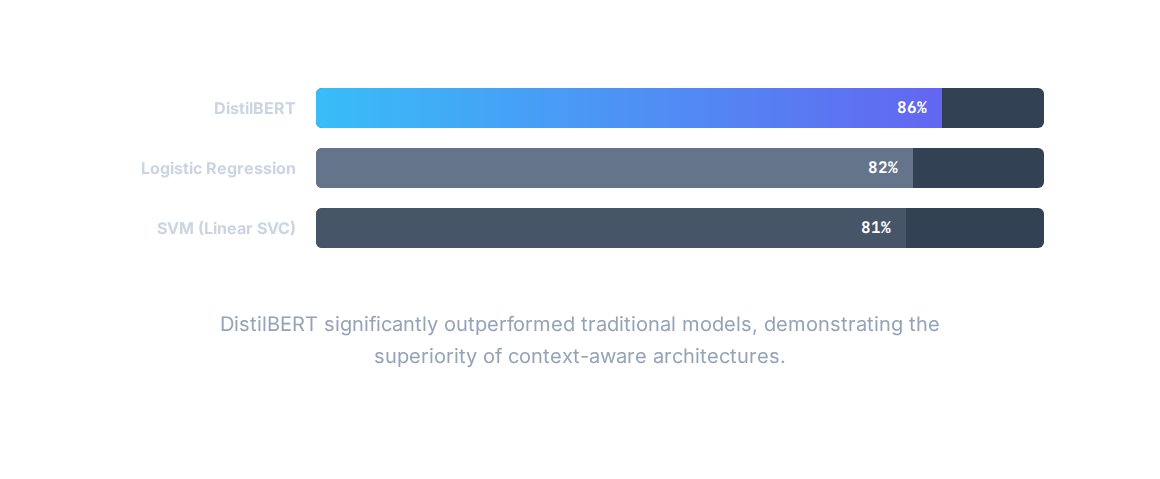 DistilBERT 86%
Logistic Regression 82%
SVM (Linear SVC) 81%
DistilBERT significantly outperformed traditional models, demonstrating the
superiority of context-aware architectures.